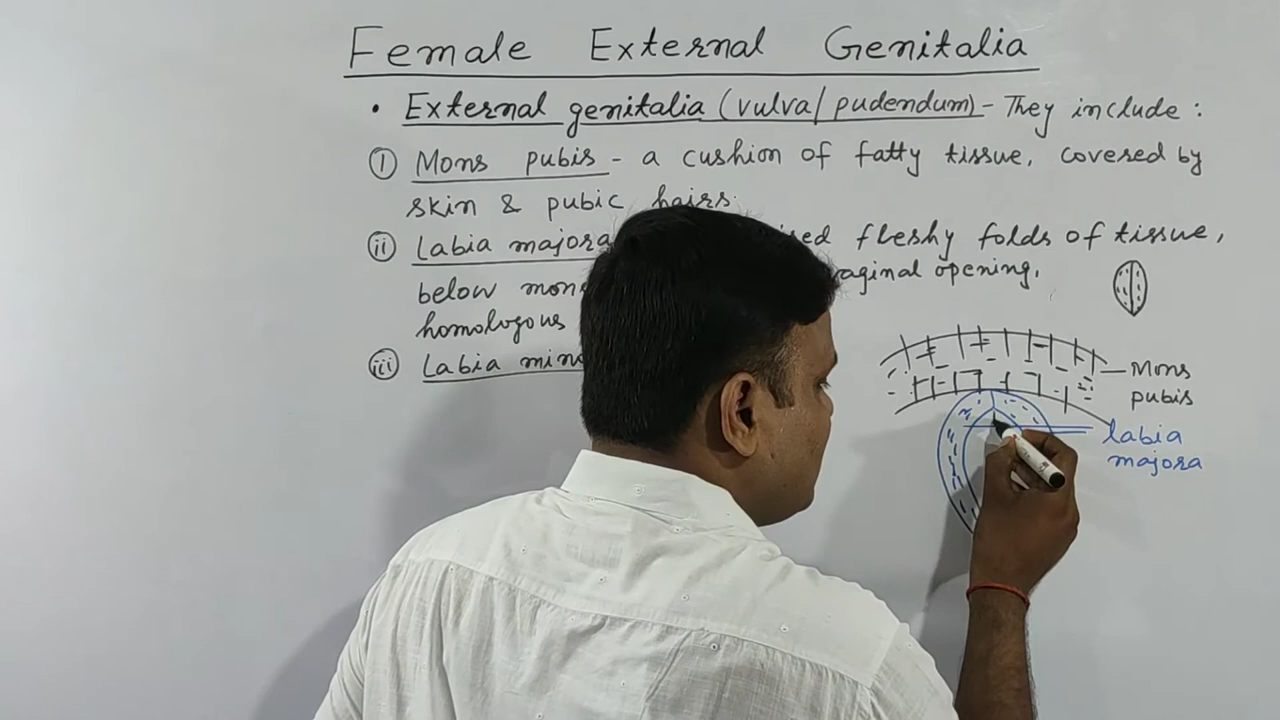 Female External Genitalia
• External genitalia (vulva/pudendum) - They include :
(i) Mons pubis - a cushion of fatty tissue, covered by
skin & pubic hairs.
(ii) Labia majora fleshy folds of tissue,
below mons vaginal opening.
homologous
(iii) Labia
Mons
pubis
labia
majora